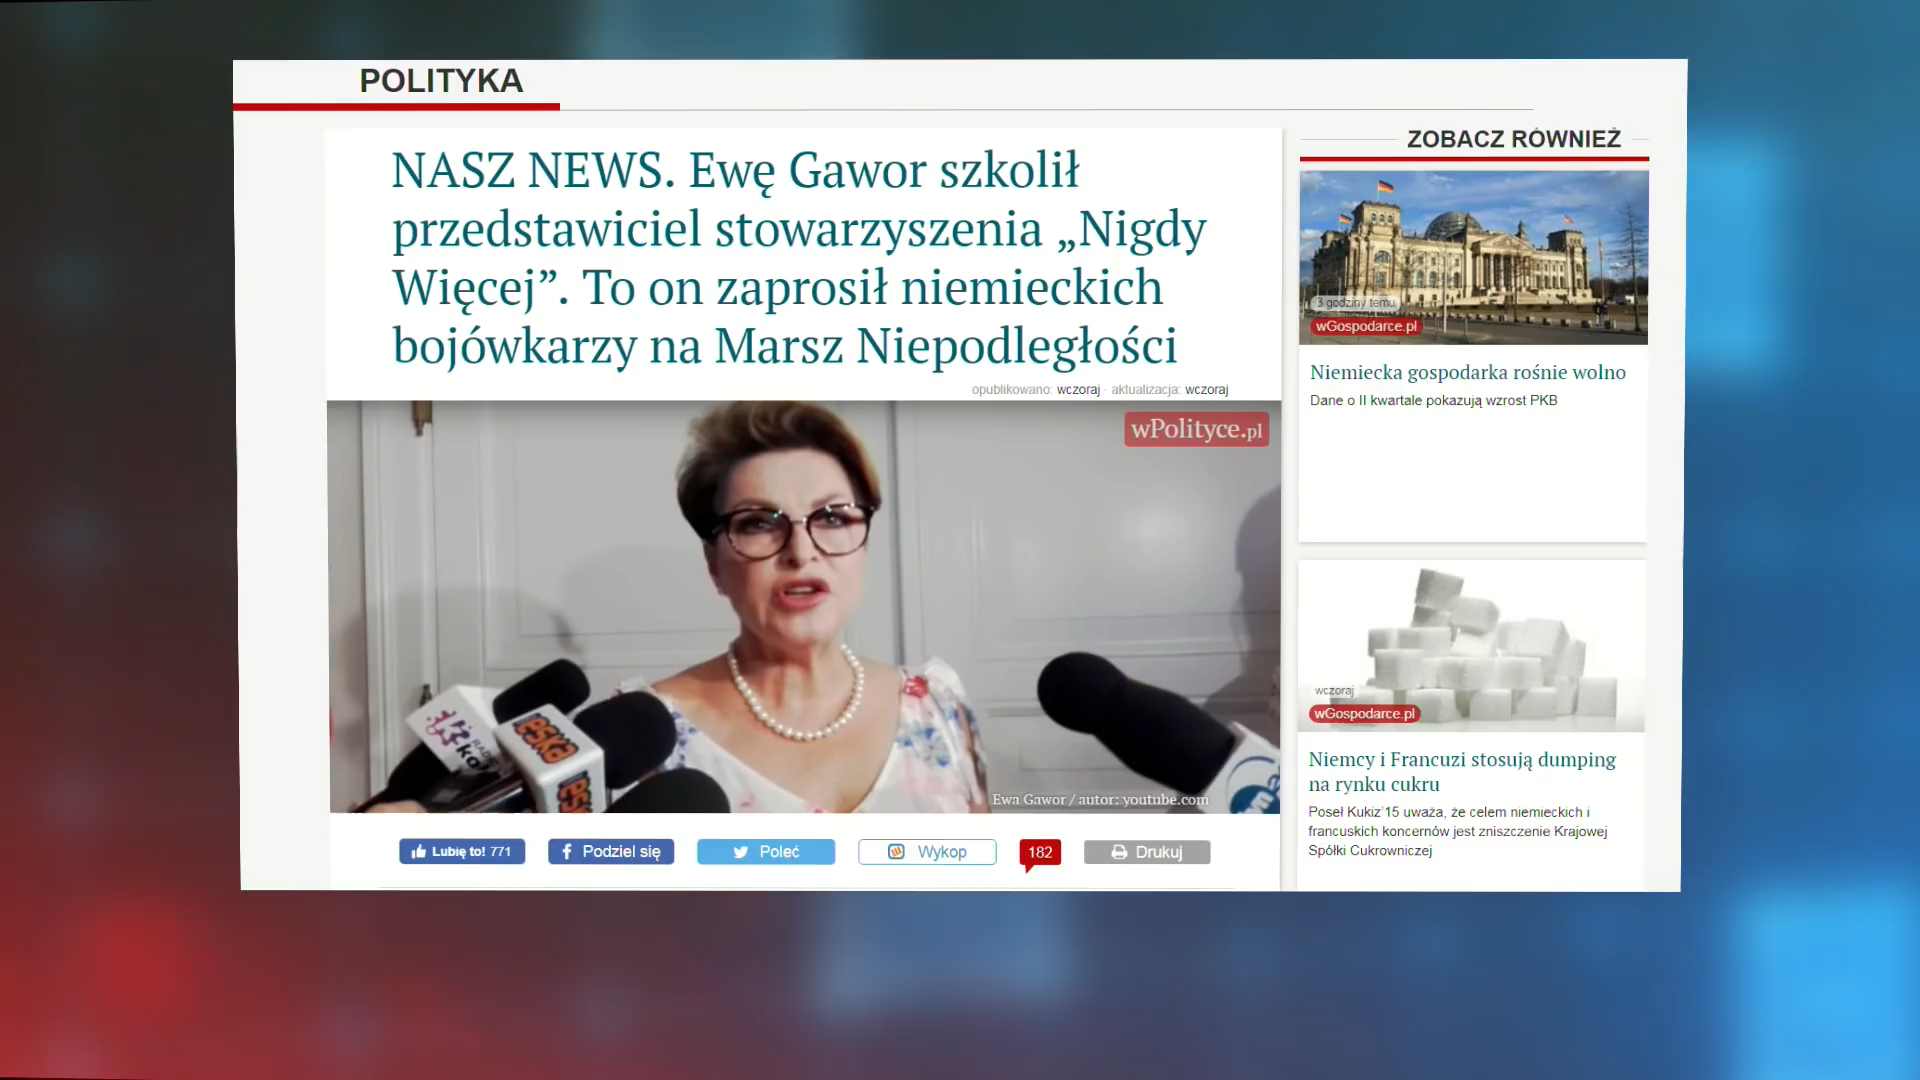 POLITYKA
NASZ NEWS. Ewę Gawor szkolił
przedstawiciel stowarzyszenia „Nigdy
Więcej”. To on zaprosił niemieckich
bojówkarzy na Marsz Niepodległości
opublikowano: wczoraj · aktualizacja: wczoraj
wPolityce.pl
ESKA
Ewa Gawor / autor: youtube.com
Lubię to! 771
Podziel się
Poleć
Wykop
182
Drukuj
ZOBACZ RÓWNIEŻ
3 godziny temu
wGospodarce.pl
Niemiecka gospodarka rośnie wolno
Dane o II kwartale pokazują wzrost PKB
wczoraj
wGospodarce.pl
Niemcy i Francuzi stosują dumping
na rynku cukru
Poseł Kukiz’15 uważa, że celem niemieckich i
francuskich koncernów jest zniszczenie Krajowej
Spółki Cukrowniczej